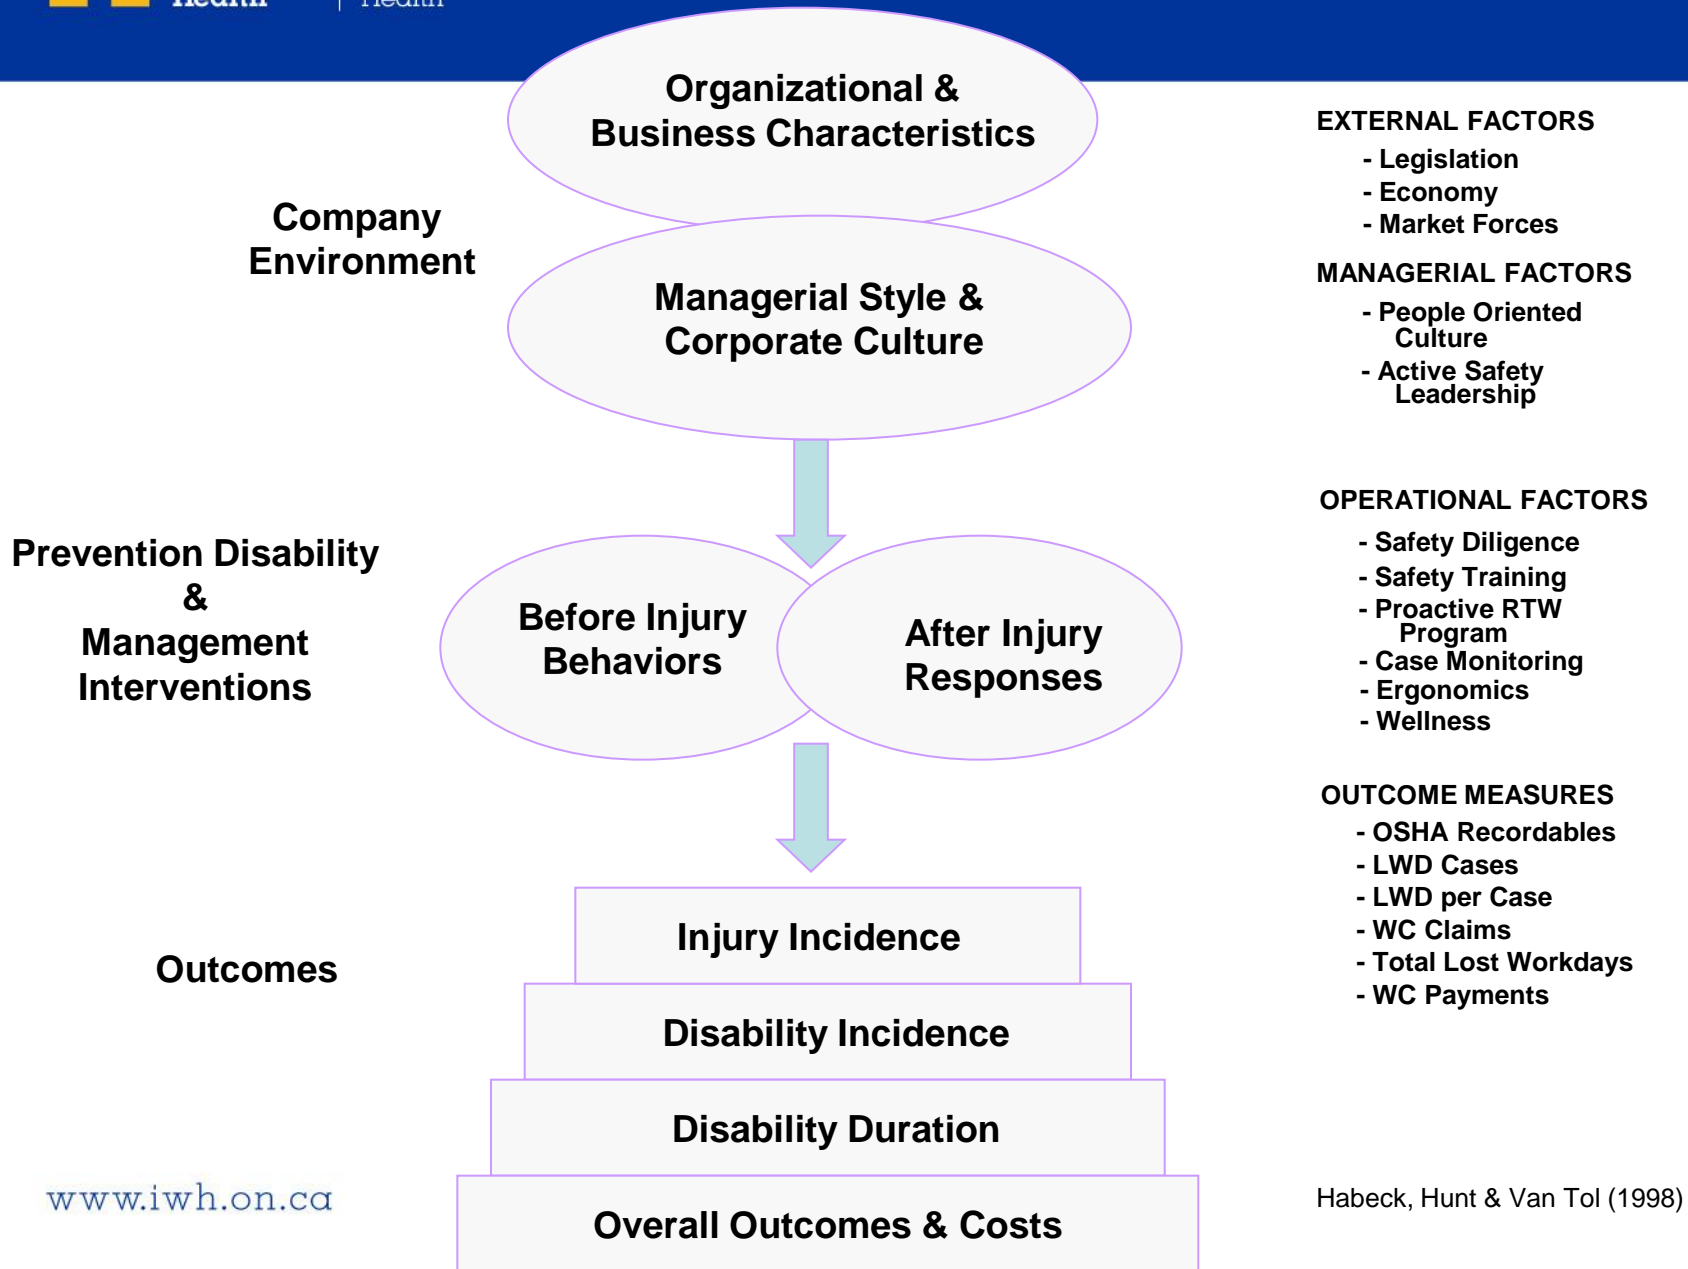 Health
Health
Organizational &
Business Characteristics
Company
Environment
Managerial Style &
Corporate Culture
Prevention Disability
&
Management
Interventions
Before Injury
Behaviors
After Injury
Responses
Outcomes
Injury Incidence
Disability Incidence
Disability Duration
Overall Outcomes & Costs
EXTERNAL FACTORS
- Legislation
- Economy
- Market Forces
MANAGERIAL FACTORS
- People Oriented
Culture
- Active Safety
Leadership
OPERATIONAL FACTORS
- Safety Diligence
- Safety Training
- Proactive RTW
Program
- Case Monitoring
- Ergonomics
- Wellness
OUTCOME MEASURES
- OSHA Recordables
- LWD Cases
- LWD per Case
- WC Claims
- Total Lost Workdays
- WC Payments
www.iwh.on.ca
Habeck, Hunt & Van Tol (1998)